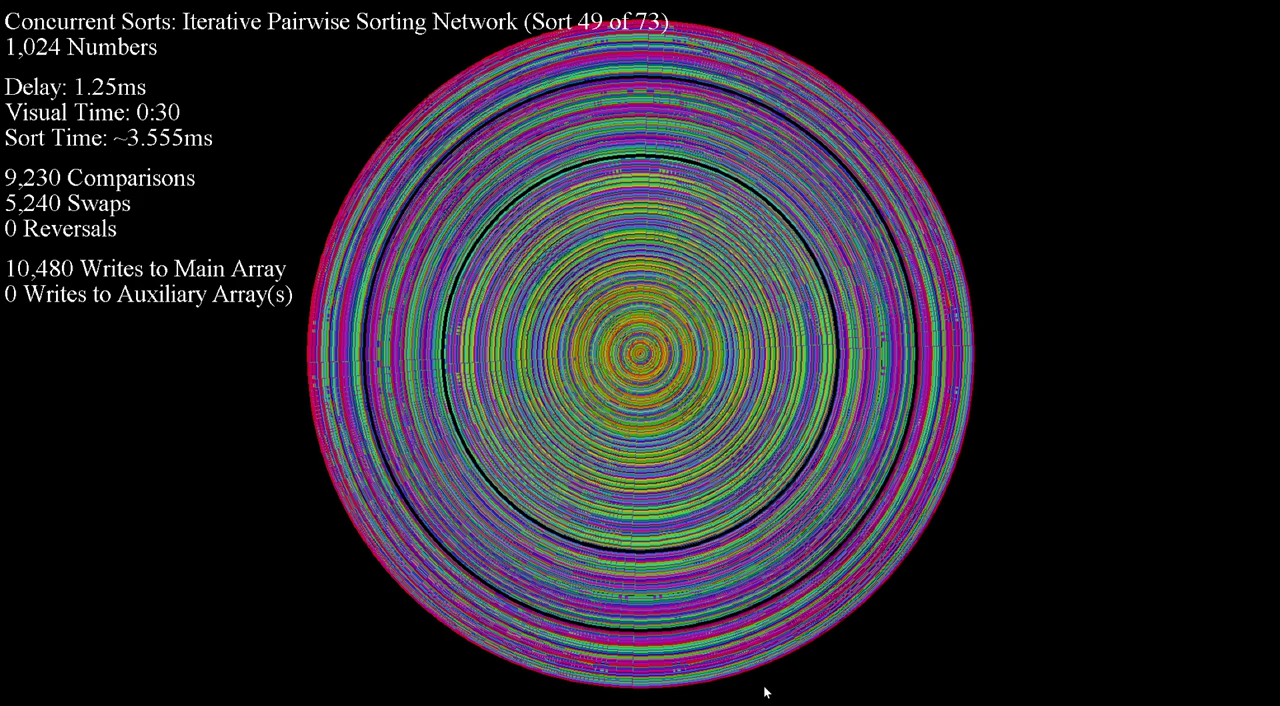 Concurrent Sorts: Iterative Pairwise Sorting Network (Sort 49 of 73)
1,024 Numbers
Delay: 1.25ms
Visual Time: 0:30
Sort Time: ~3.555ms
9,230 Comparisons
5,240 Swaps
0 Reversals
10,480 Writes to Main Array
0 Writes to Auxiliary Array(s)